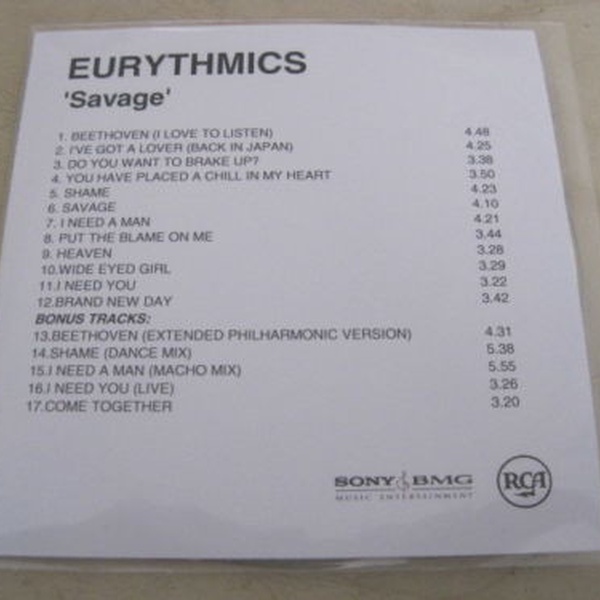 EURYTHMICS
'Savage'
1. BEETHOVEN (I LOVE TO LISTEN) 4.48
2. I'VE GOT A LOVER (BACK IN JAPAN) 4.25
3. DO YOU WANT TO BRAKE UP? 3.38
4. YOU HAVE PLACED A CHILL IN MY HEART 3.50
5. SHAME 4.23
6. SAVAGE 4.10
7. I NEED A MAN 4.21
8. PUT THE BLAME ON ME 3.44
9. HEAVEN 3.28
10.WIDE EYED GIRL 3.29
11.I NEED YOU 3.22
12.BRAND NEW DAY 3.42
BONUS TRACKS:
13.BEETHOVEN (EXTENDED PHILHARMONIC VERSION) 4.31
14.SHAME (DANCE MIX) 5.38
15.I NEED A MAN (MACHO MIX) 5.55
16.I NEED YOU (LIVE) 3.26
17.COME TOGETHER 3.20
SONY BMG RCA
MUSIC ENTERTAINMENT